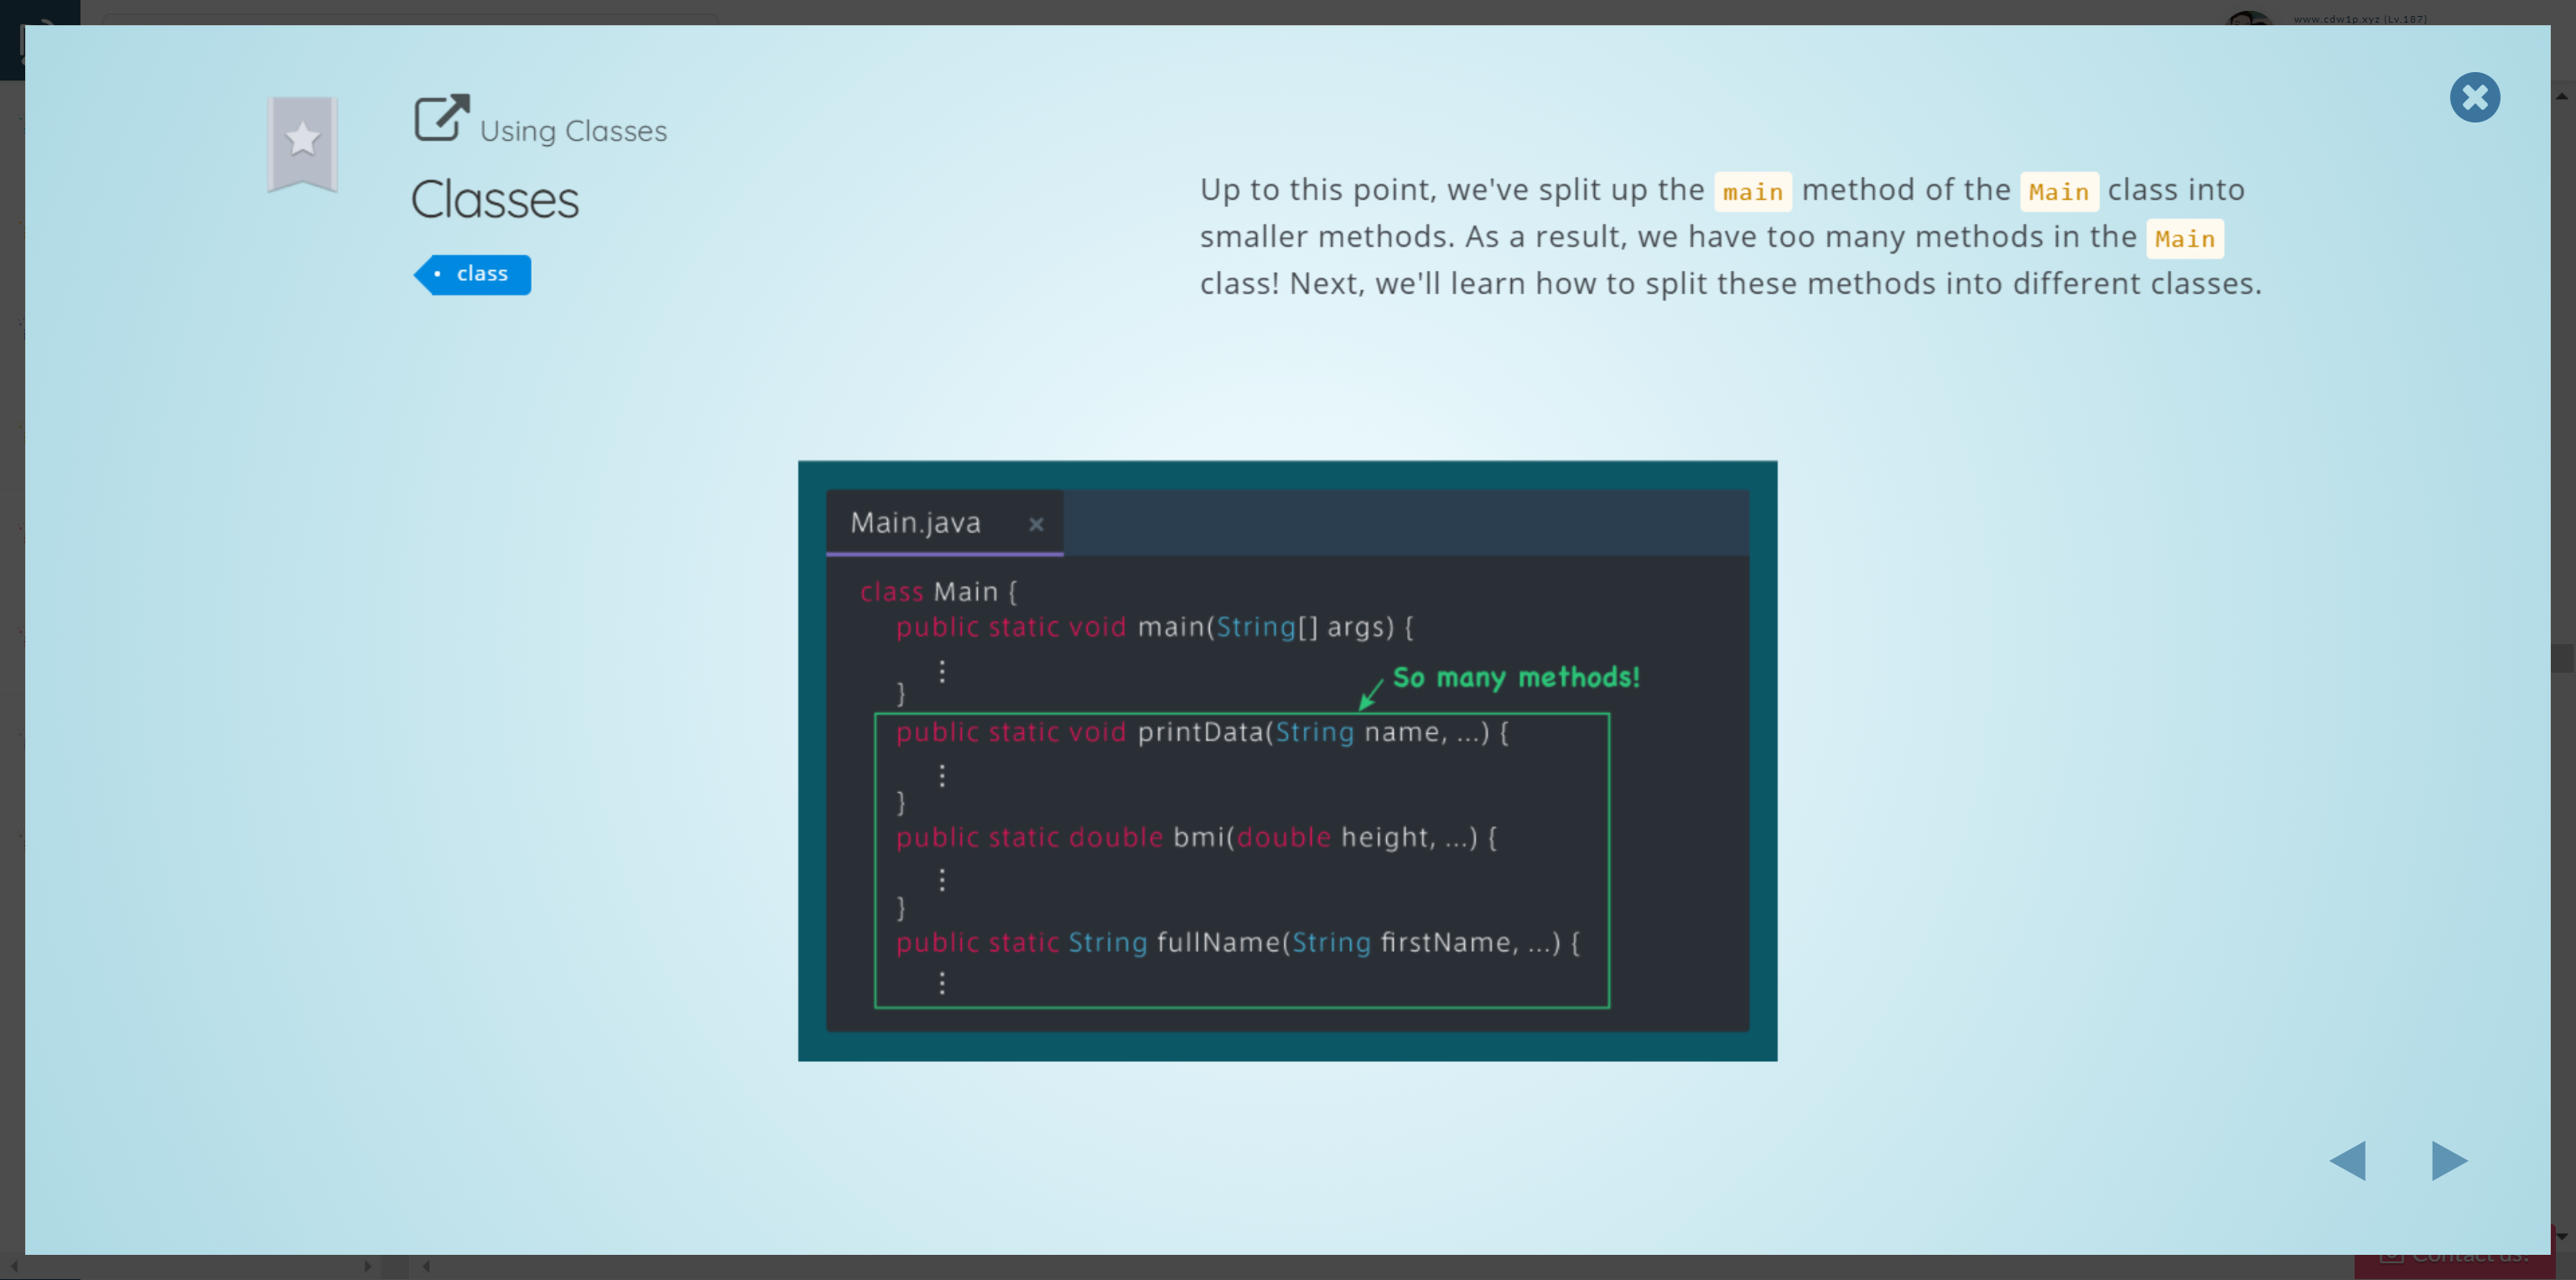 www.cdw1p.xyz (Lv.187)
Using Classes
Classes
class
Up to this point, we've split up the main method of the Main class into
smaller methods. As a result, we have too many methods in the Main
class! Next, we'll learn how to split these methods into different classes.
Main.java
class Main {
public static void main(String[] args) {
⋮
}
So many methods!
public static void printData(String name, ...) {
⋮
}
public static double bmi(double height, ...) {
⋮
}
public static String fullName(String firstName, ...) {
⋮
Contact us!